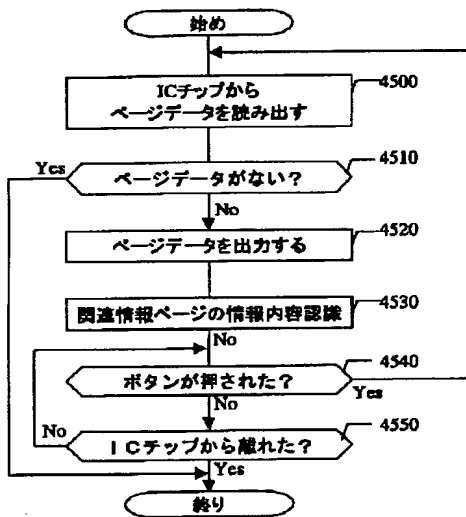 始め
ICチップから
ページデータを読み出す
4500
Yes
ページデータがない?
4510
No
ページデータを出力する
4520
関連情報ページの情報内容認識
4530
No
ボタンが押された?
4540
Yes
No
No
ICチップから離れた?
4550
Yes
終り